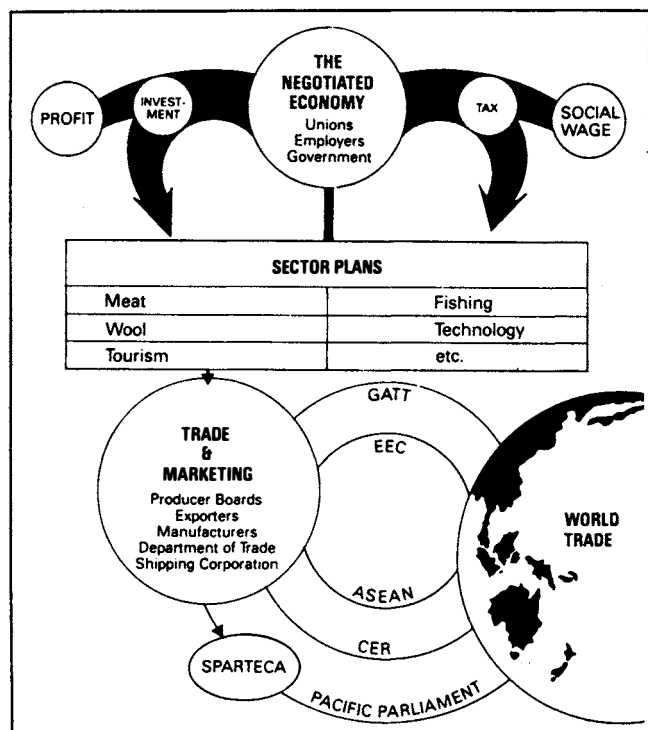 THE
NEGOTIATED
ECONOMY
Unions
Employers
Government
PROFIT
INVEST-
MENT
TAX
SOCIAL
WAGE
SECTOR PLANS
Meat
Fishing
Wool
Technology
Tourism
etc.
GATT
EEC
TRADE
&
MARKETING
Producer Boards
Exporters
Manufacturers
Department of Trade
Shipping Corporation
WORLD
TRADE
ASEAN
CER
SPARTECA
PACIFIC PARLIAMENT